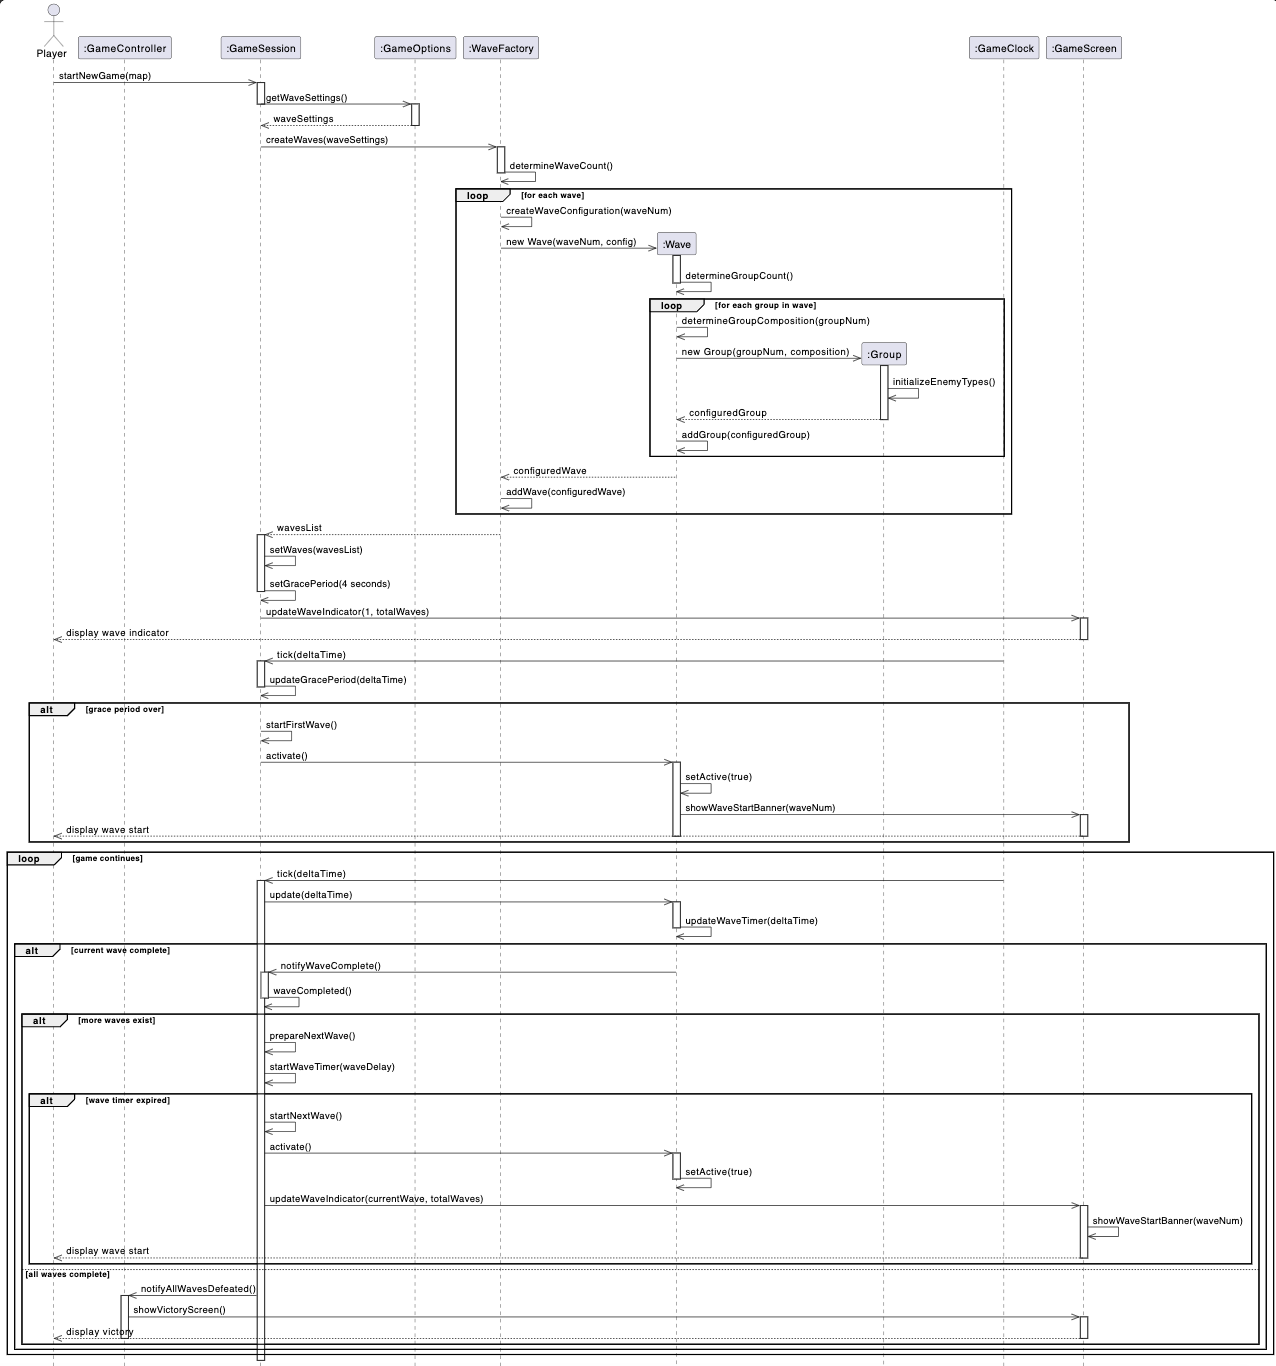 Player
:GameController
:GameSession
:GameOptions
:WaveFactory
:GameClock
:GameScreen
startNewGame(map)
getWaveSettings()
waveSettings
createWaves(waveSettings)
determineWaveCount()
loop [for each wave]
createWaveConfiguration(waveNum)
new Wave(waveNum, config)
:Wave
determineGroupCount()
loop [for each group in wave]
determineGroupComposition(groupNum)
new Group(groupNum, composition)
:Group
initializeEnemyTypes()
configuredGroup
addGroup(configuredGroup)
configuredWave
addWave(configuredWave)
wavesList
setWaves(wavesList)
setGracePeriod(4 seconds)
updateWaveIndicator(1, totalWaves)
display wave indicator
tick(deltaTime)
updateGracePeriod(deltaTime)
alt [grace period over]
startFirstWave()
activate()
setActive(true)
showWaveStartBanner(waveNum)
display wave start
loop [game continues]
tick(deltaTime)
update(deltaTime)
updateWaveTimer(deltaTime)
alt [current wave complete]
notifyWaveComplete()
waveCompleted()
alt [more waves exist]
prepareNextWave()
startWaveTimer(waveDelay)
alt [wave timer expired]
startNextWave()
activate()
setActive(true)
updateWaveIndicator(currentWave, totalWaves)
showWaveStartBanner(waveNum)
display wave start
[all waves complete]
notifyAllWavesDefeated()
showVictoryScreen()
display victory